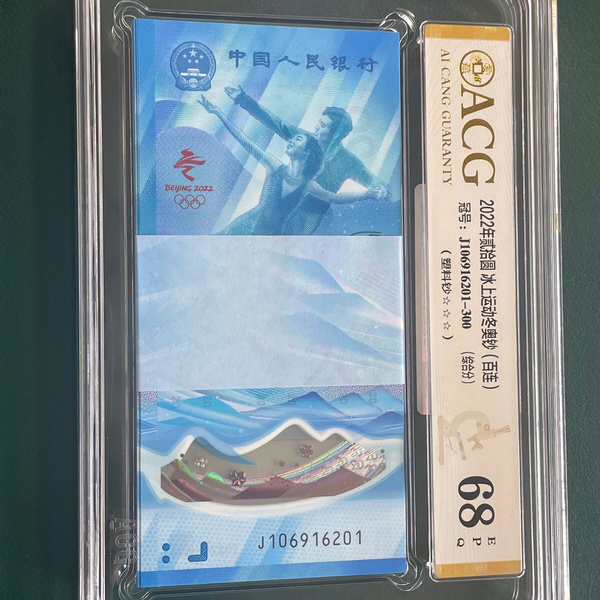 中国人民银行
BEIJING 2022
J106916201
ACG
AI CANG GUARANTY
2022年贰拾圆 冰上运动冬奥钞（百连）
冠号：J106916201-300 （综合分）
（塑料钞☆☆☆）
68 E
P
Q